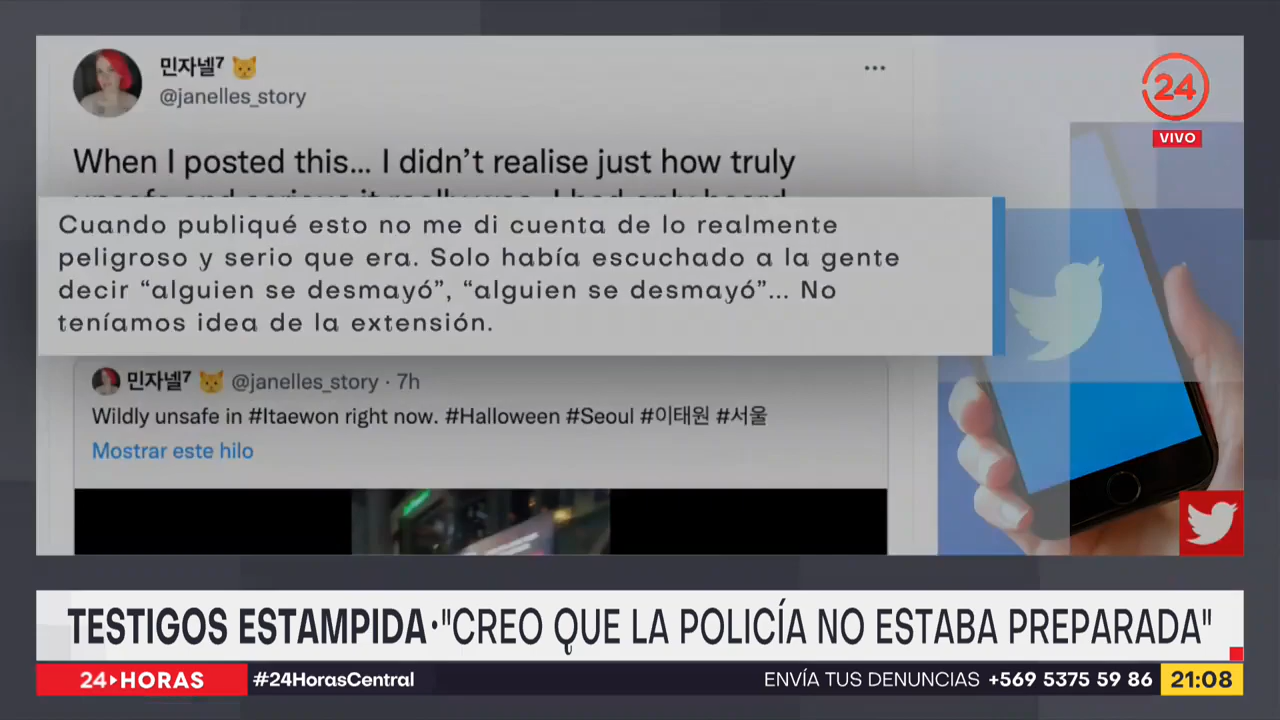 민자넬⁷ 🐱
@janelles_story
24
VIVO
When I posted this... I didn't realise just how truly
Cuando publiqué esto no me di cuenta de lo realmente
peligroso y serio que era. Solo había escuchado a la gente
decir “alguien se desmayó”, “alguien se desmayó”... No
teníamos idea de la extensión.
민자넬⁷ 🐱 @janelles_story · 7h
Wildly unsafe in #Itaewon right now. #Halloween #Seoul #이태원 #서울
Mostrar este hilo
TESTIGOS ESTAMPIDA·"CREO QUE LA POLICÍA NO ESTABA PREPARADA"
24 HORAS #24HorasCentral ENVÍA TUS DENUNCIAS +569 5375 59 86 21:08